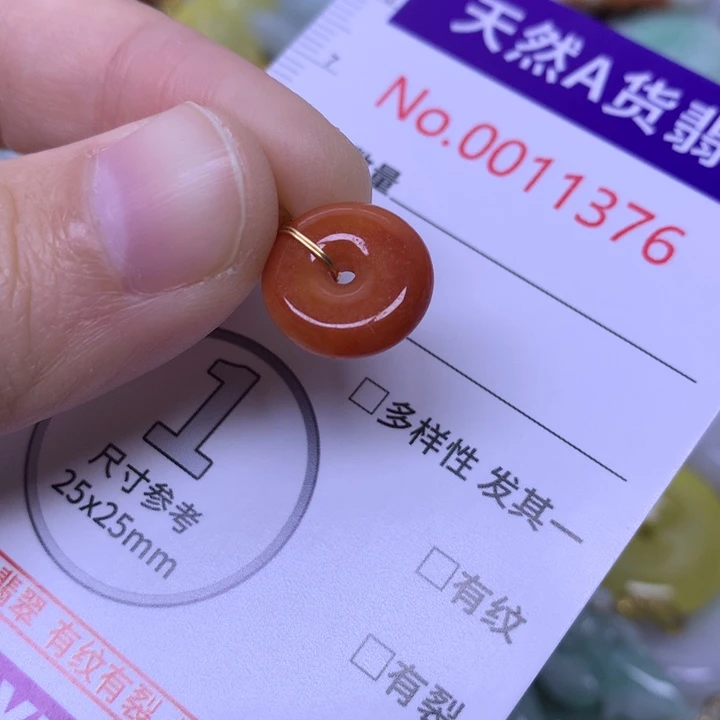 天然A货翡
No.0011376
数量
7
多样性 发其一
1
尺寸参考
25x25mm
有纹
有裂
翡翠 有纹有裂